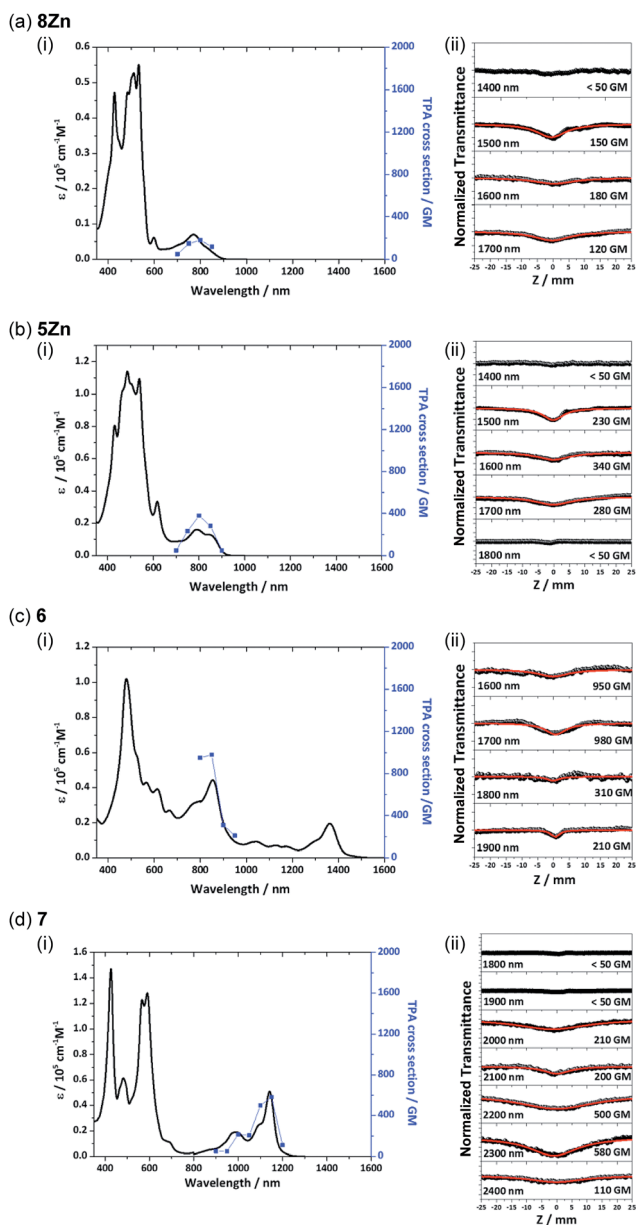 (a) 8Zn
(i)
(ii)
ε / 10⁵ cm⁻¹M⁻¹
0.6
0.5
0.4
0.3
0.2
0.1
0.0
400 600 800 1000 1200 1400 1600
Wavelength / nm
2000
1600
1200
800
400
0
TPA cross section / GM
Normalized Transmittance
1400 nm < 50 GM
1500 nm 150 GM
1600 nm 180 GM
1700 nm 120 GM
-25 -20 -15 -10 -5 0 5 10 15 20 25
Z / mm
(b) 5Zn
(i)
(ii)
ε / 10⁵ cm⁻¹M⁻¹
1.2
1.0
0.8
0.6
0.4
0.2
0.0
400 600 800 1000 1200 1400 1600
Wavelength / nm
2000
1600
1200
800
400
0
TPA cross section / GM
Normalized Transmittance
1400 nm < 50 GM
1500 nm 230 GM
1600 nm 340 GM
1700 nm 280 GM
1800 nm < 50 GM
-25 -20 -15 -10 -5 0 5 10 15 20 25
Z / mm
(c) 6
(i)
(ii)
ε / 10⁵ cm⁻¹M⁻¹
1.2
1.0
0.8
0.6
0.4
0.2
0.0
400 600 800 1000 1200 1400 1600
Wavelength / nm
2000
1600
1200
800
400
0
TPA cross section /GM
Normalized Transmittance
1600 nm 950 GM
1700 nm 980 GM
1800 nm 310 GM
1900 nm 210 GM
-25 -20 -15 -10 -5 0 5 10 15 20 25
Z / mm
(d) 7
(i)
(ii)
ε / 10⁵ cm⁻¹M⁻¹
1.6
1.4
1.2
1.0
0.8
0.6
0.4
0.2
0.0
400 600 800 1000 1200 1400 1600
Wavelength / nm
2000
1600
1200
800
400
0
TPA cross section / GM
Normalized Transmittance
1800 nm < 50 GM
1900 nm < 50 GM
2000 nm 210 GM
2100 nm 200 GM
2200 nm 500 GM
2300 nm 580 GM
2400 nm 110 GM
-25 -20 -15 -10 -5 0 5 10 15 20 25
Z / mm